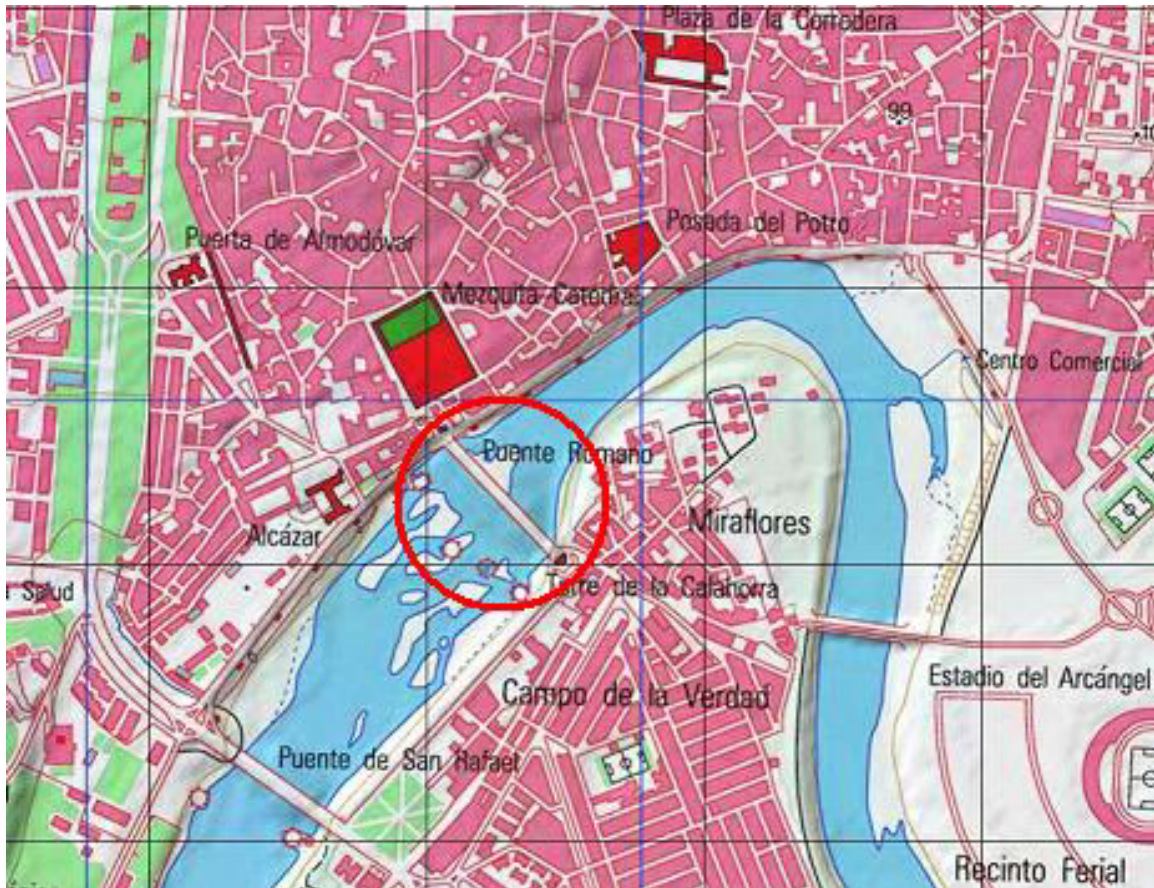 Plaza de la Corredera
99
Posada del Potro
Puerta de Almodóvar
Mezquita-Catedral
Centro Comercial
Puente Romano
Miraflores
Alcázar
Salud
Torre de la Calahorra
Estadio del Arcángel
Campo de la Verdad
Puente de San Rafael
Recinto Ferial